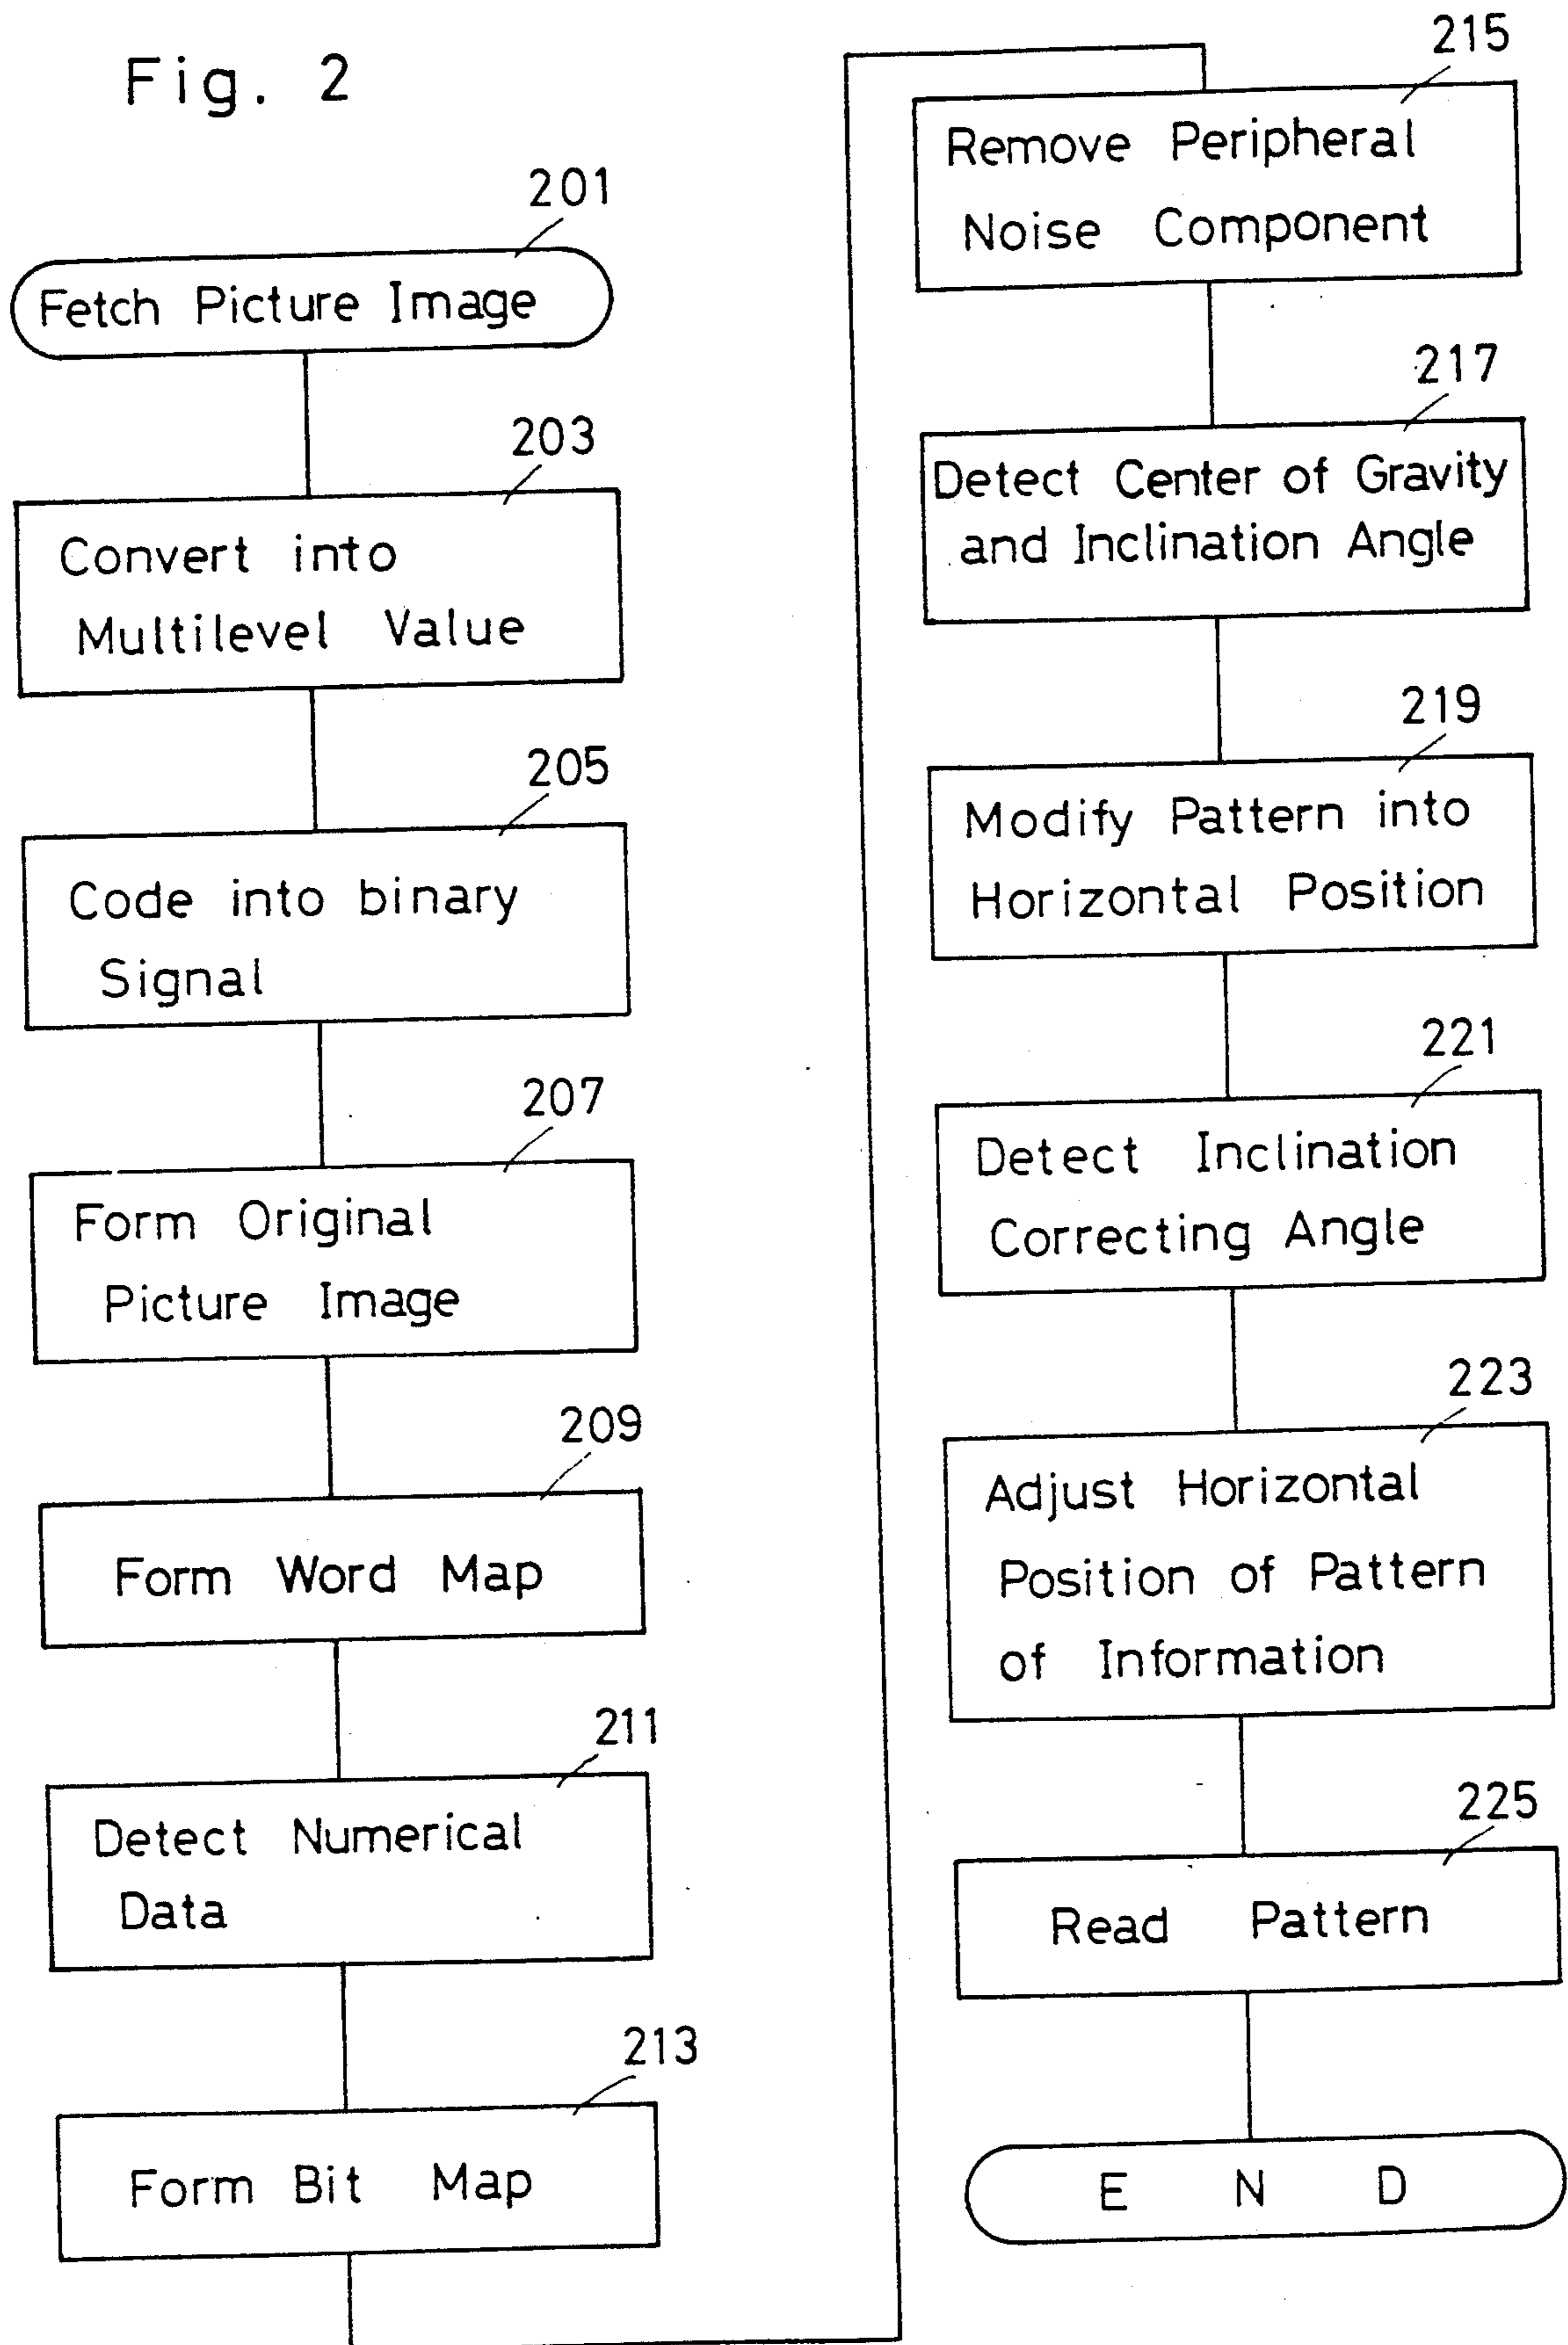 Fig. 2
201
Fetch Picture Image
203
Convert into
Multilevel Value
205
Code into binary
Signal
207
Form Original
Picture Image
209
Form Word Map
211
Detect Numerical
Data
213
Form Bit Map
215
Remove Peripheral
Noise Component
217
Detect Center of Gravity
and Inclination Angle
219
Modify Pattern into
Horizontal Position
221
Detect Inclination
Correcting Angle
223
Adjust Horizontal
Position of Pattern
of Information
225
Read Pattern
E N D